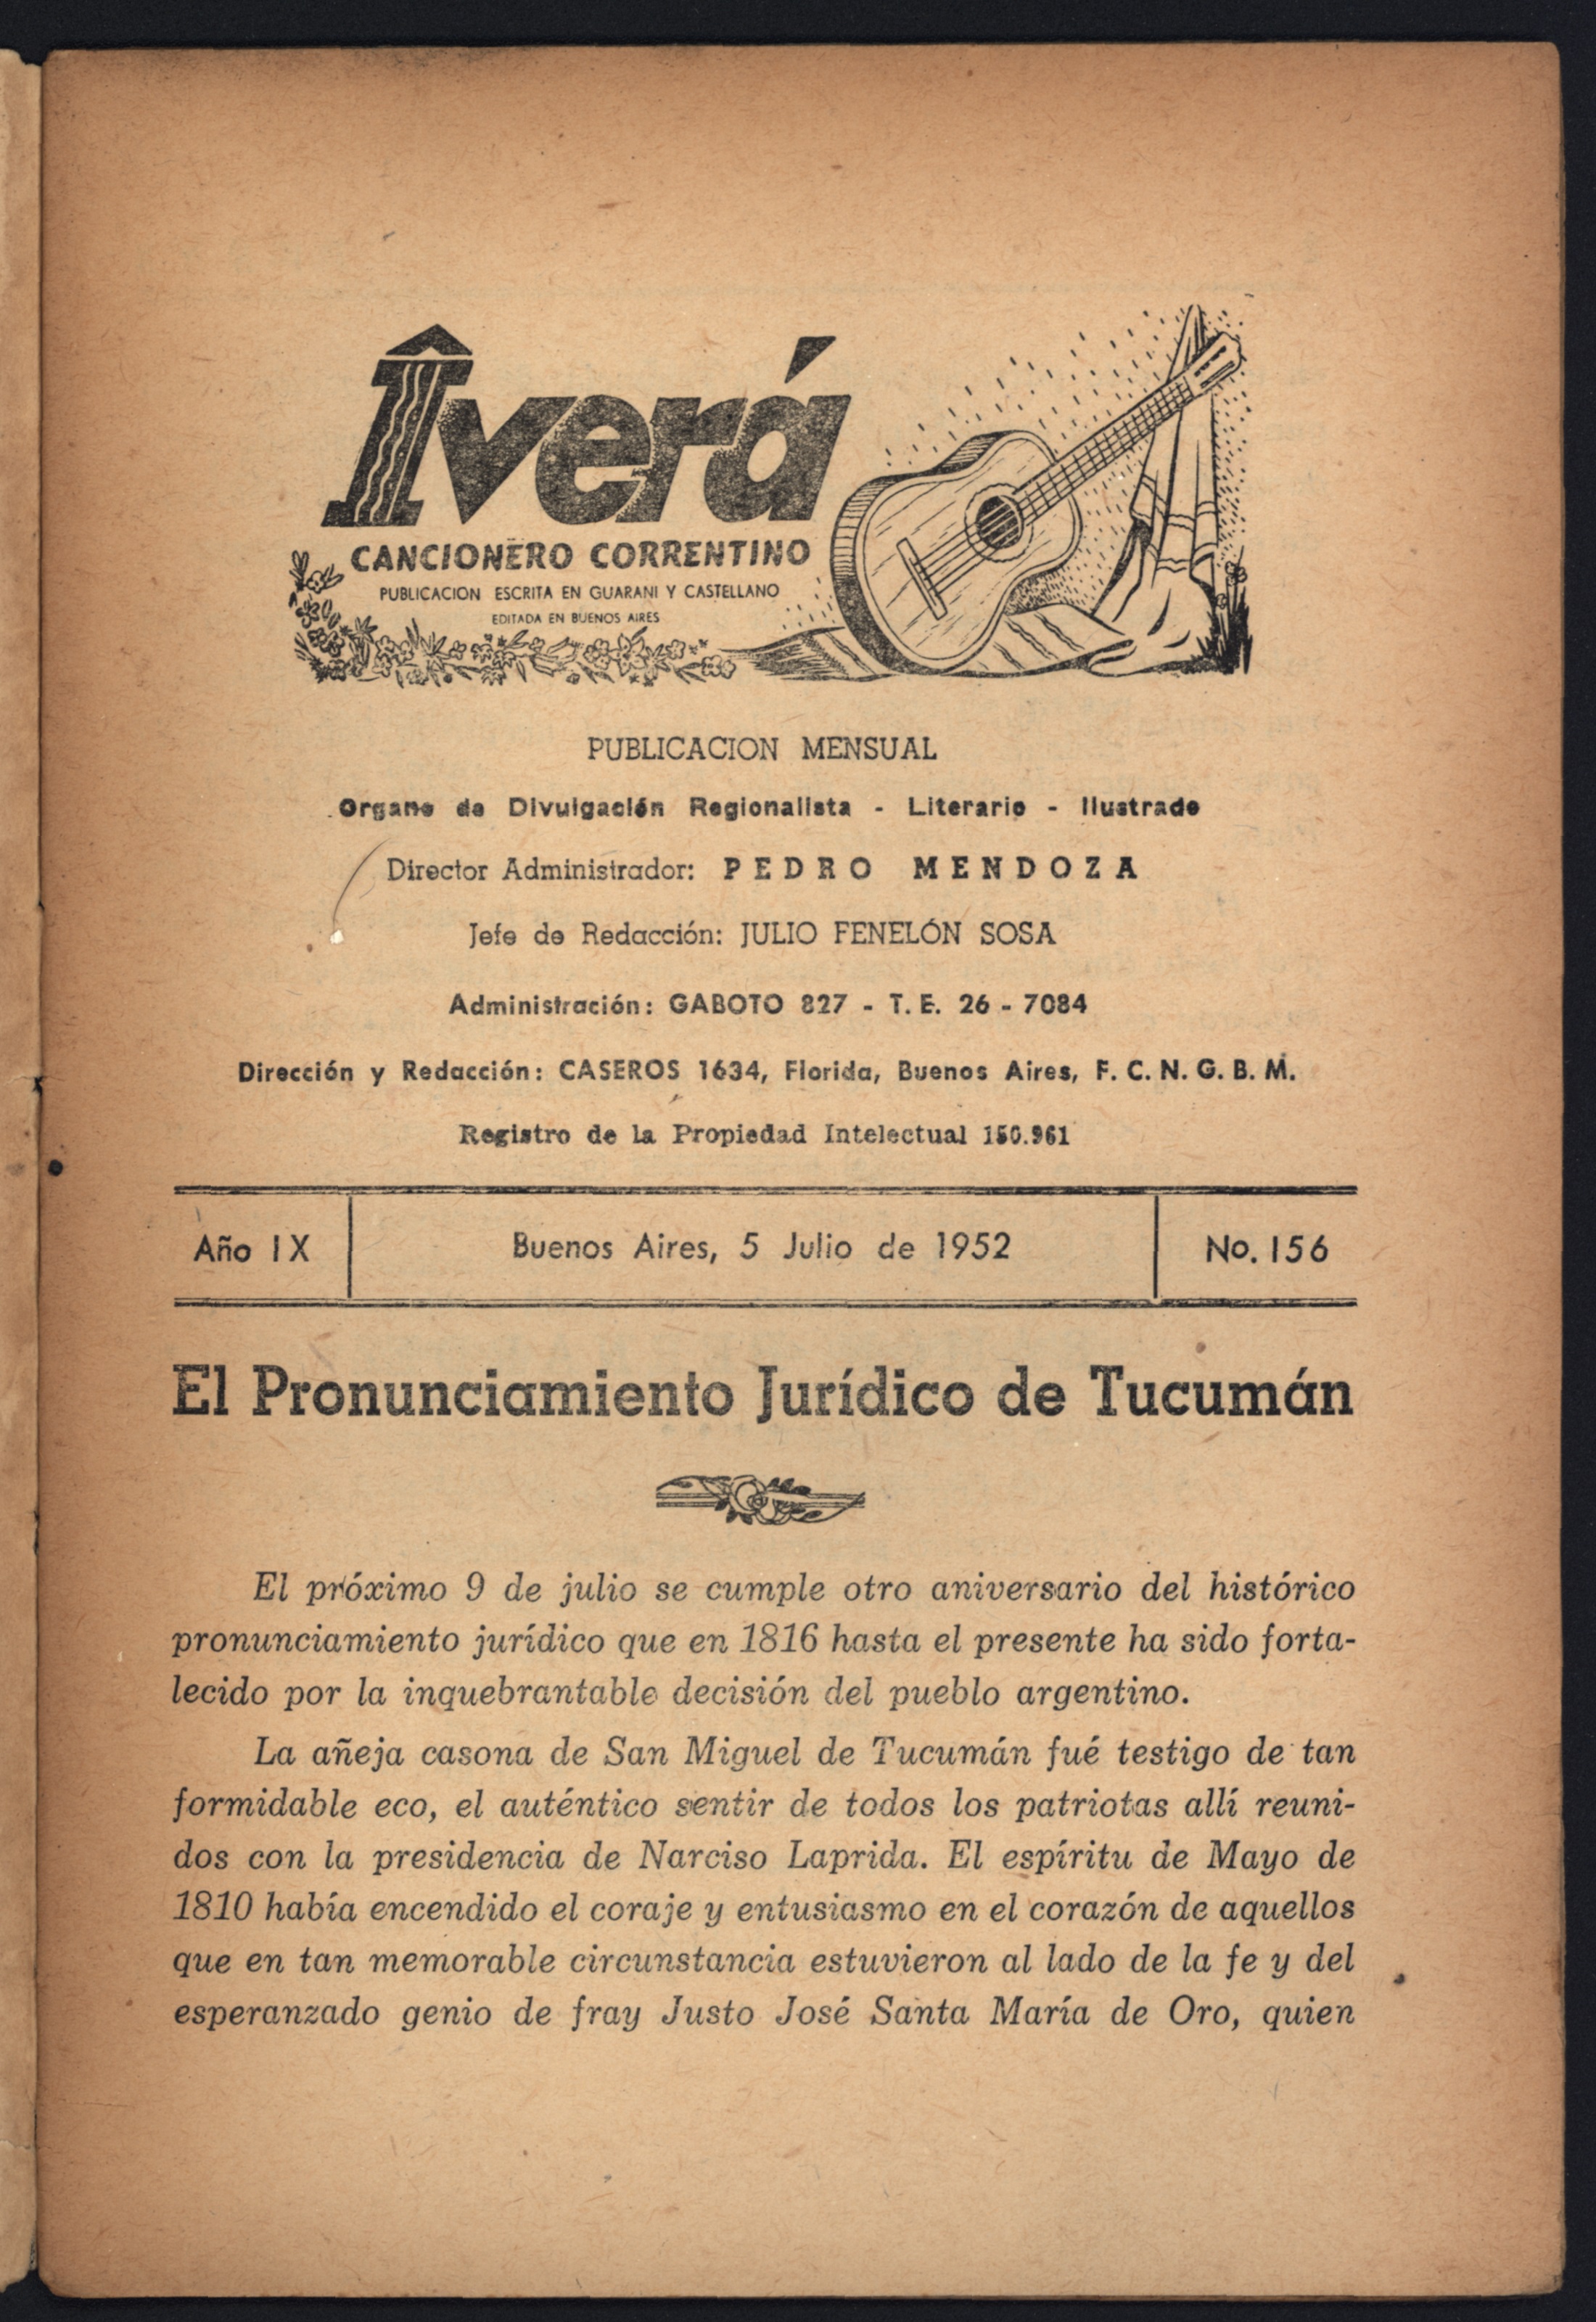 Îverá
CANCIONERO CORRENTINO
PUBLICACION ESCRITA EN GUARANI Y CASTELLANO
EDITADA EN BUENOS AIRES
PUBLICACION MENSUAL
Organo de Divulgación Regionalista - Literario - Ilustrado
Director Administrador: PEDRO MENDOZA
Jefe de Redacción: JULIO FENELÓN SOSA
Administración: GABOTO 827 - T. E. 26 - 7084
Dirección y Redacción: CASEROS 1634, Florida, Buenos Aires, F. C. N. G. B. M.
Registro de la Propiedad Intelectual 150.961
Año IX Buenos Aires, 5 Julio de 1952 No. 156
El Pronunciamiento Jurídico de Tucumán
El próximo 9 de julio se cumple otro aniversario del histórico
pronunciamiento jurídico que en 1816 hasta el presente ha sido forta-
lecido por la inquebrantable decisión del pueblo argentino.
La añeja casona de San Miguel de Tucumán fué testigo de tan
formidable eco, el auténtico sentir de todos los patriotas allí reuni-
dos con la presidencia de Narciso Laprida. El espíritu de Mayo de
1810 había encendido el coraje y entusiasmo en el corazón de aquellos
que en tan memorable circunstancia estuvieron al lado de la fe y del
esperanzado genio de fray Justo José Santa María de Oro, quien